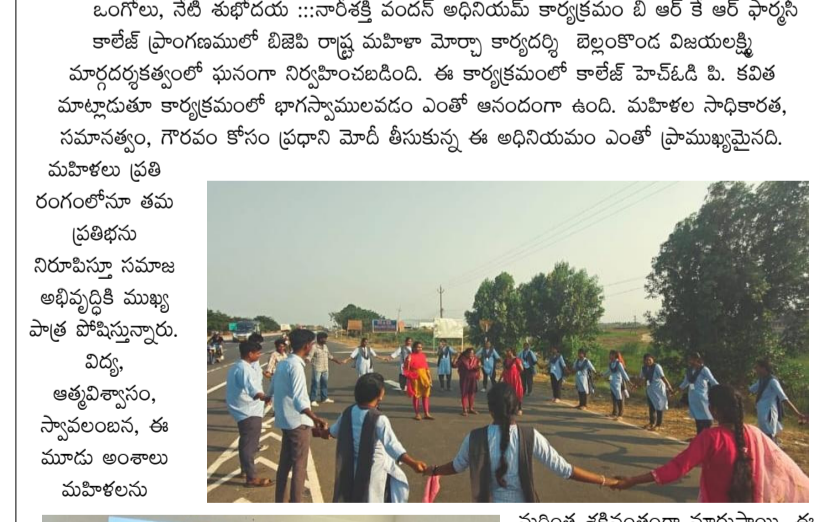 ఒంగోలు, నేటి శుభోదయ :::నారీశక్తి వందన్ అధినియమ్ కార్యక్రమం బి ఆర్ కే ఆర్ ఫార్మసీ
కాలేజ్ ప్రాంగణములో బిజెపి రాష్ట్ర మహిళా మోర్చా కార్యదర్శి బెల్లంకొండ విజయలక్ష్మి
మార్గదర్శకత్వంలో ఘనంగా నిర్వహించబడింది. ఈ కార్యక్రమంలో కాలేజ్ హెచ్ఓడి పి. కవిత
మాట్లాడుతూ కార్యక్రమంలో భాగస్వాములవడం ఎంతో ఆనందంగా ఉంది. మహిళల సాధికారత,
సమానత్వం, గౌరవం కోసం ప్రధాని మోదీ తీసుకున్న ఈ అధినియమం ఎంతో ప్రాముఖ్యమైనది.
మహిళలు ప్రతి
రంగంలోనూ తమ
ప్రతిభను
నిరూపిస్తూ సమాజ
అభివృద్ధికి ముఖ్య
పాత్ర పోషిస్తున్నారు.
విద్య,
ఆత్మవిశ్వాసం,
స్వావలంబన, ఈ
మూడు అంశాలు
మహిళలను